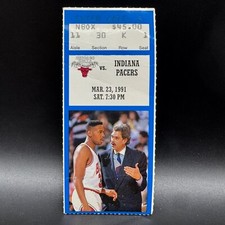 NBOX $45.00
11 30 K 1
Aisle Section Row Seat
VS. INDIANA
PACERS
MAR. 23, 1991
SAT. 7:30 PM